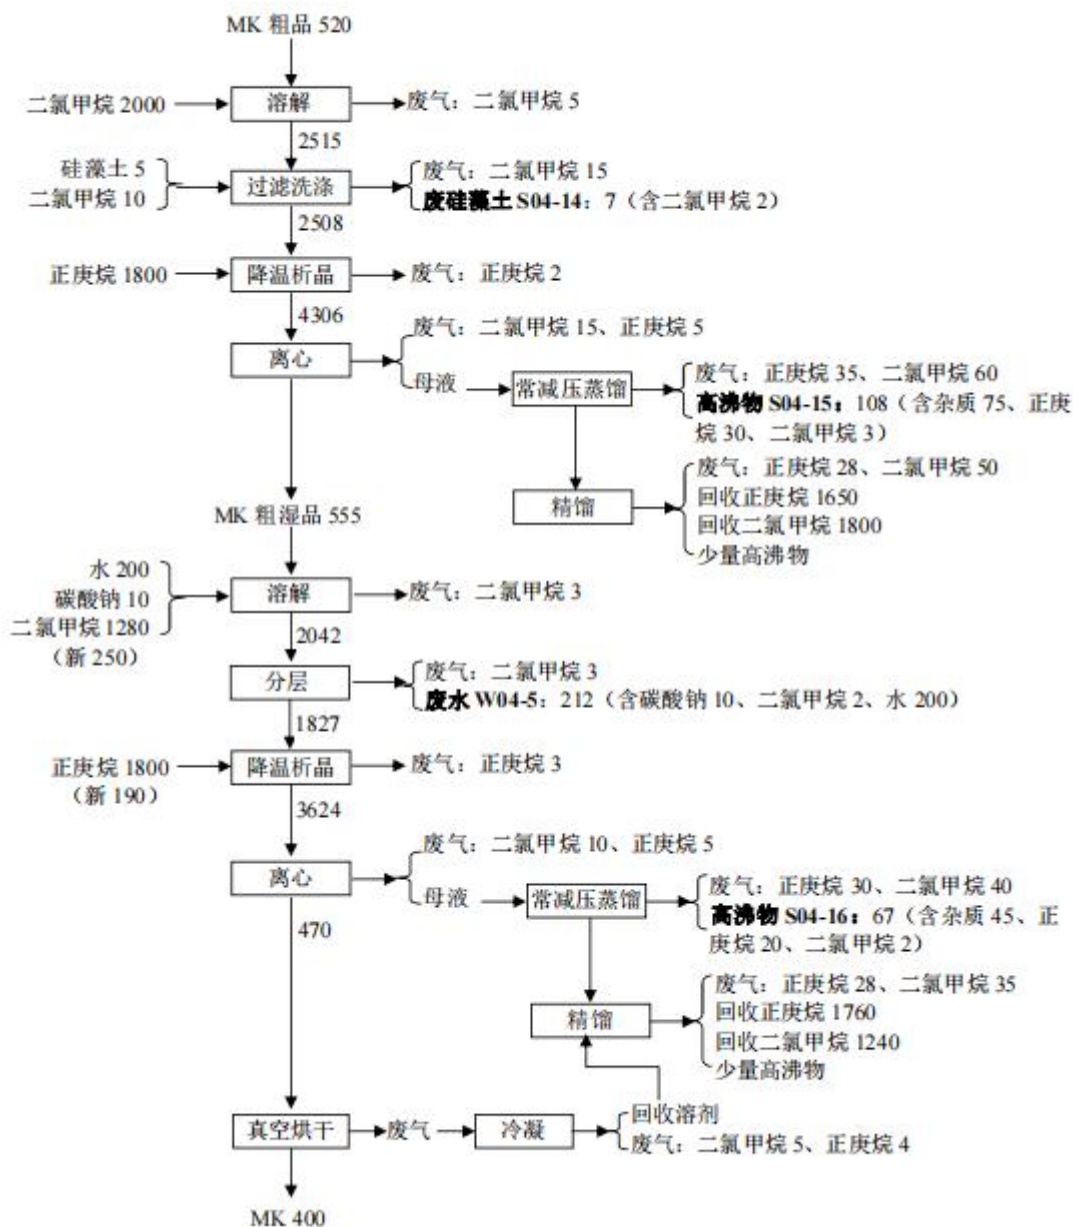 MK 粗品 520
二氯甲烷 2000
溶解
废气：二氯甲烷 5
2515
硅藻土 5
二氯甲烷 10
过滤洗涤
废气：二氯甲烷 15
废硅藻土 S04-14：7（含二氯甲烷 2）
2508
正庚烷 1800
降温析晶
废气：正庚烷 2
4306
离心
废气：二氯甲烷 15、正庚烷 5
母液
常减压蒸馏
废气：正庚烷 35、二氯甲烷 60
高沸物 S04-15：108（含杂质 75、正庚
烷 30、二氯甲烷 3）
精馏
废气：正庚烷 28、二氯甲烷 50
回收正庚烷 1650
回收二氯甲烷 1800
少量高沸物
MK 粗湿品 555
水 200
碳酸钠 10
二氯甲烷 1280
（新 250）
溶解
废气：二氯甲烷 3
2042
分层
废气：二氯甲烷 3
废水 W04-5：212（含碳酸钠 10、二氯甲烷 2、水 200）
1827
正庚烷 1800
（新 190）
降温析晶
废气：正庚烷 3
3624
离心
废气：二氯甲烷 10、正庚烷 5
母液
常减压蒸馏
废气：正庚烷 30、二氯甲烷 40
高沸物 S04-16：67（含杂质 45、正
庚烷 20、二氯甲烷 2）
470
精馏
废气：正庚烷 28、二氯甲烷 35
回收正庚烷 1760
回收二氯甲烷 1240
少量高沸物
真空烘干
废气
冷凝
回收溶剂
废气：二氯甲烷 5、正庚烷 4
MK 400